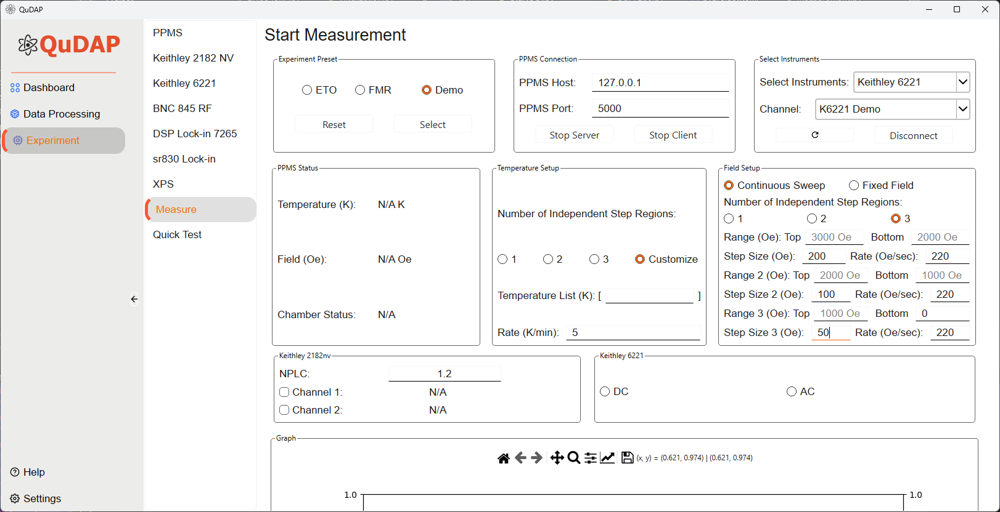 QuDAP
QuDAP
Dashboard
Data Processing
Experiment
Help
Settings
PPMS
Keithley 2182 NV
Keithley 6221
BNC 845 RF
DSP Lock-in 7265
sr830 Lock-in
XPS
Measure
Quick Test
Start Measurement
Experiment Preset
ETO FMR Demo
Reset Select
PPMS Connection
PPMS Host: 127.0.0.1
PPMS Port: 5000
Stop Server Stop Client
Select Instruments
Select Instruments: Keithley 6221
Channel: K6221 Demo
Disconnect
PPMS Status
Temperature (K): N/A K
Field (Oe): N/A Oe
Chamber Status: N/A
Temperature Setup
Number of Independent Step Regions:
1 2 3 Customize
Temperature List (K): [ ]
Rate (K/min): 5
Field Setup
Continuous Sweep Fixed Field
Number of Independent Step Regions:
1 2 3
Range (Oe): Top 3000 Oe Bottom 2000 Oe
Step Size (Oe): 200 Rate (Oe/sec): 220
Range 2 (Oe): Top 2000 Oe Bottom 1000 Oe
Step Size 2 (Oe): 100 Rate (Oe/sec): 220
Range 3 (Oe): Top 1000 Oe Bottom 0
Step Size 3 (Oe): 50 Rate (Oe/sec): 220
Keithley 2182nv
NPLC: 1.2
Channel 1: N/A
Channel 2: N/A
Keithley 6221
DC AC
Graph
(x, y) = (0.621, 0.974) | (0.621, 0.974)
1.0 1.0